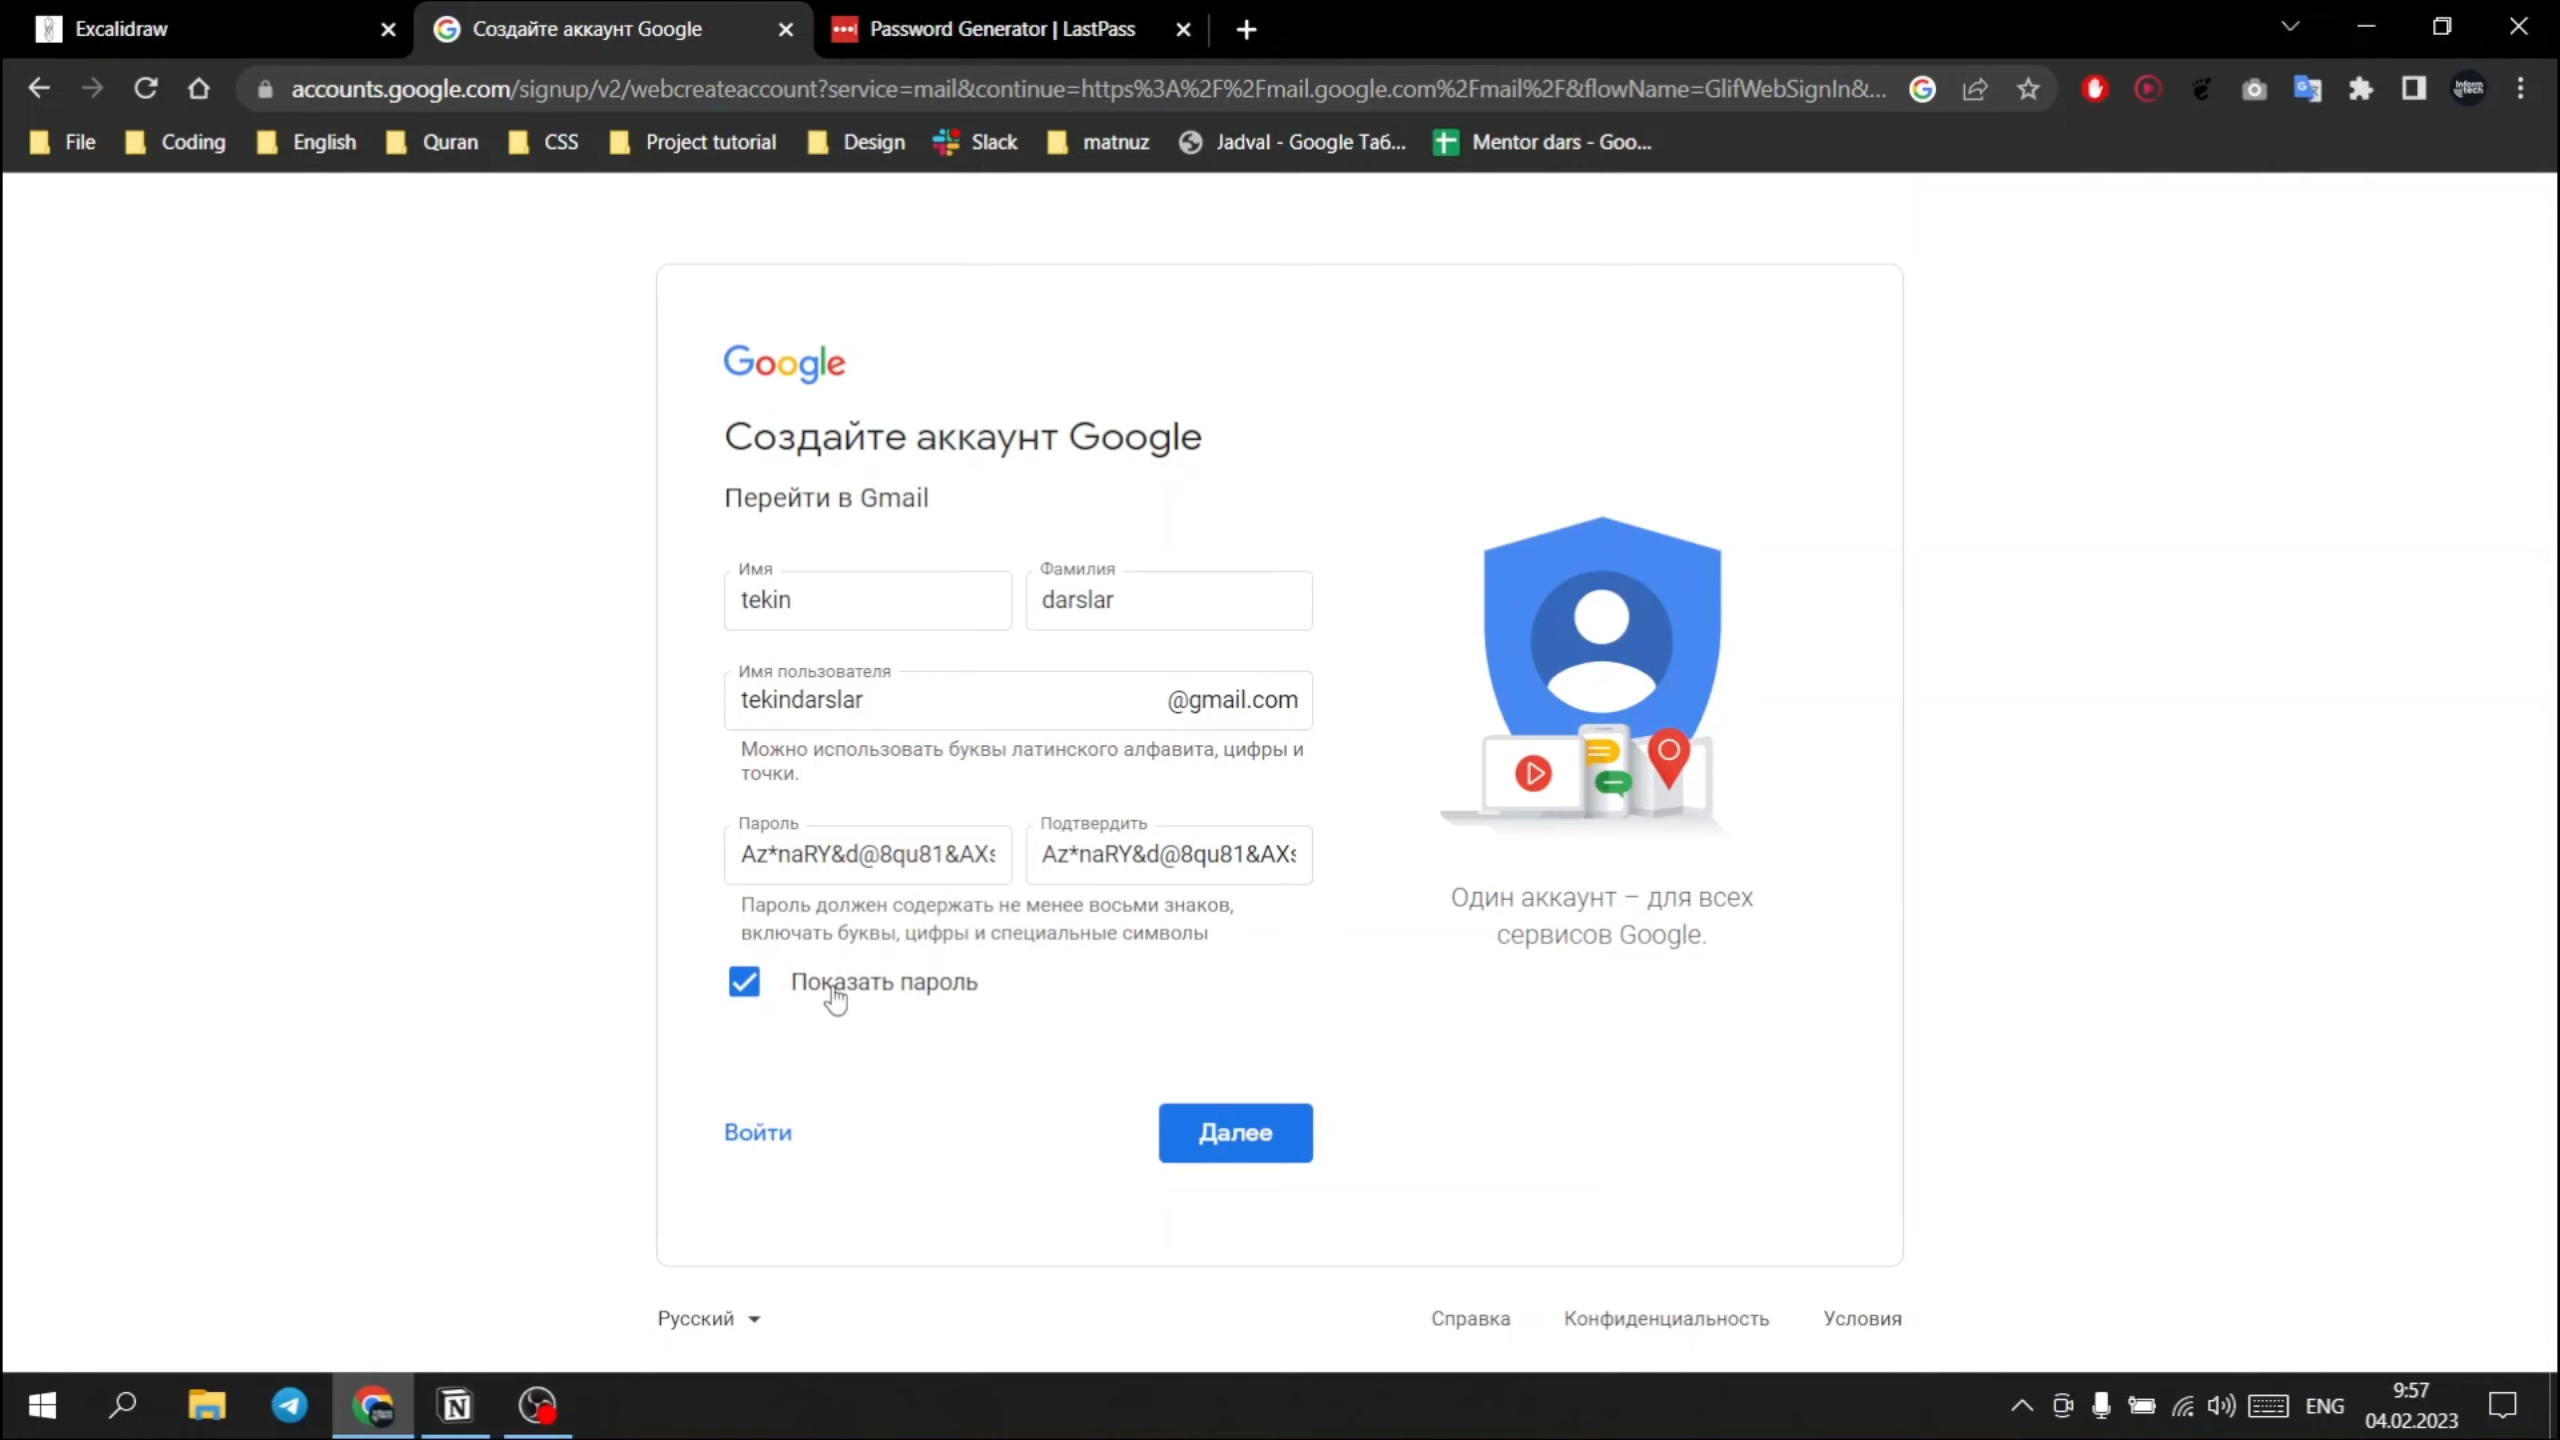 Excalidraw
Создайте аккаунт Google
Password Generator | LastPass
accounts.google.com/signup/v2/webcreateaccount?service=mail&continue=https%3A%2F%2Fmail.google.com%2Fmail%2F&flowName=GlifWebSignIn&...
File
Coding
English
Quran
CSS
Project tutorial
Design
Slack
matnuz
Jadval - Google Таб...
Mentor dars - Goo...
Google
Создайте аккаунт Google
Перейти в Gmail
Имя
Фамилия
tekin
darslar
Имя пользователя
tekindarslar
@gmail.com
Можно использовать буквы латинского алфавита, цифры и
точки.
Пароль
Подтвердить
Az*naRY&d@8qu81&AXs
Az*naRY&d@8qu81&AXs
Пароль должен содержать не менее восьми знаков,
включать буквы, цифры и специальные символы
Показать пароль
Войти
Далее
Один аккаунт – для всех
сервисов Google.
Русский
Справка
Конфиденциальность
Условия
ENG
9:57
04.02.2023